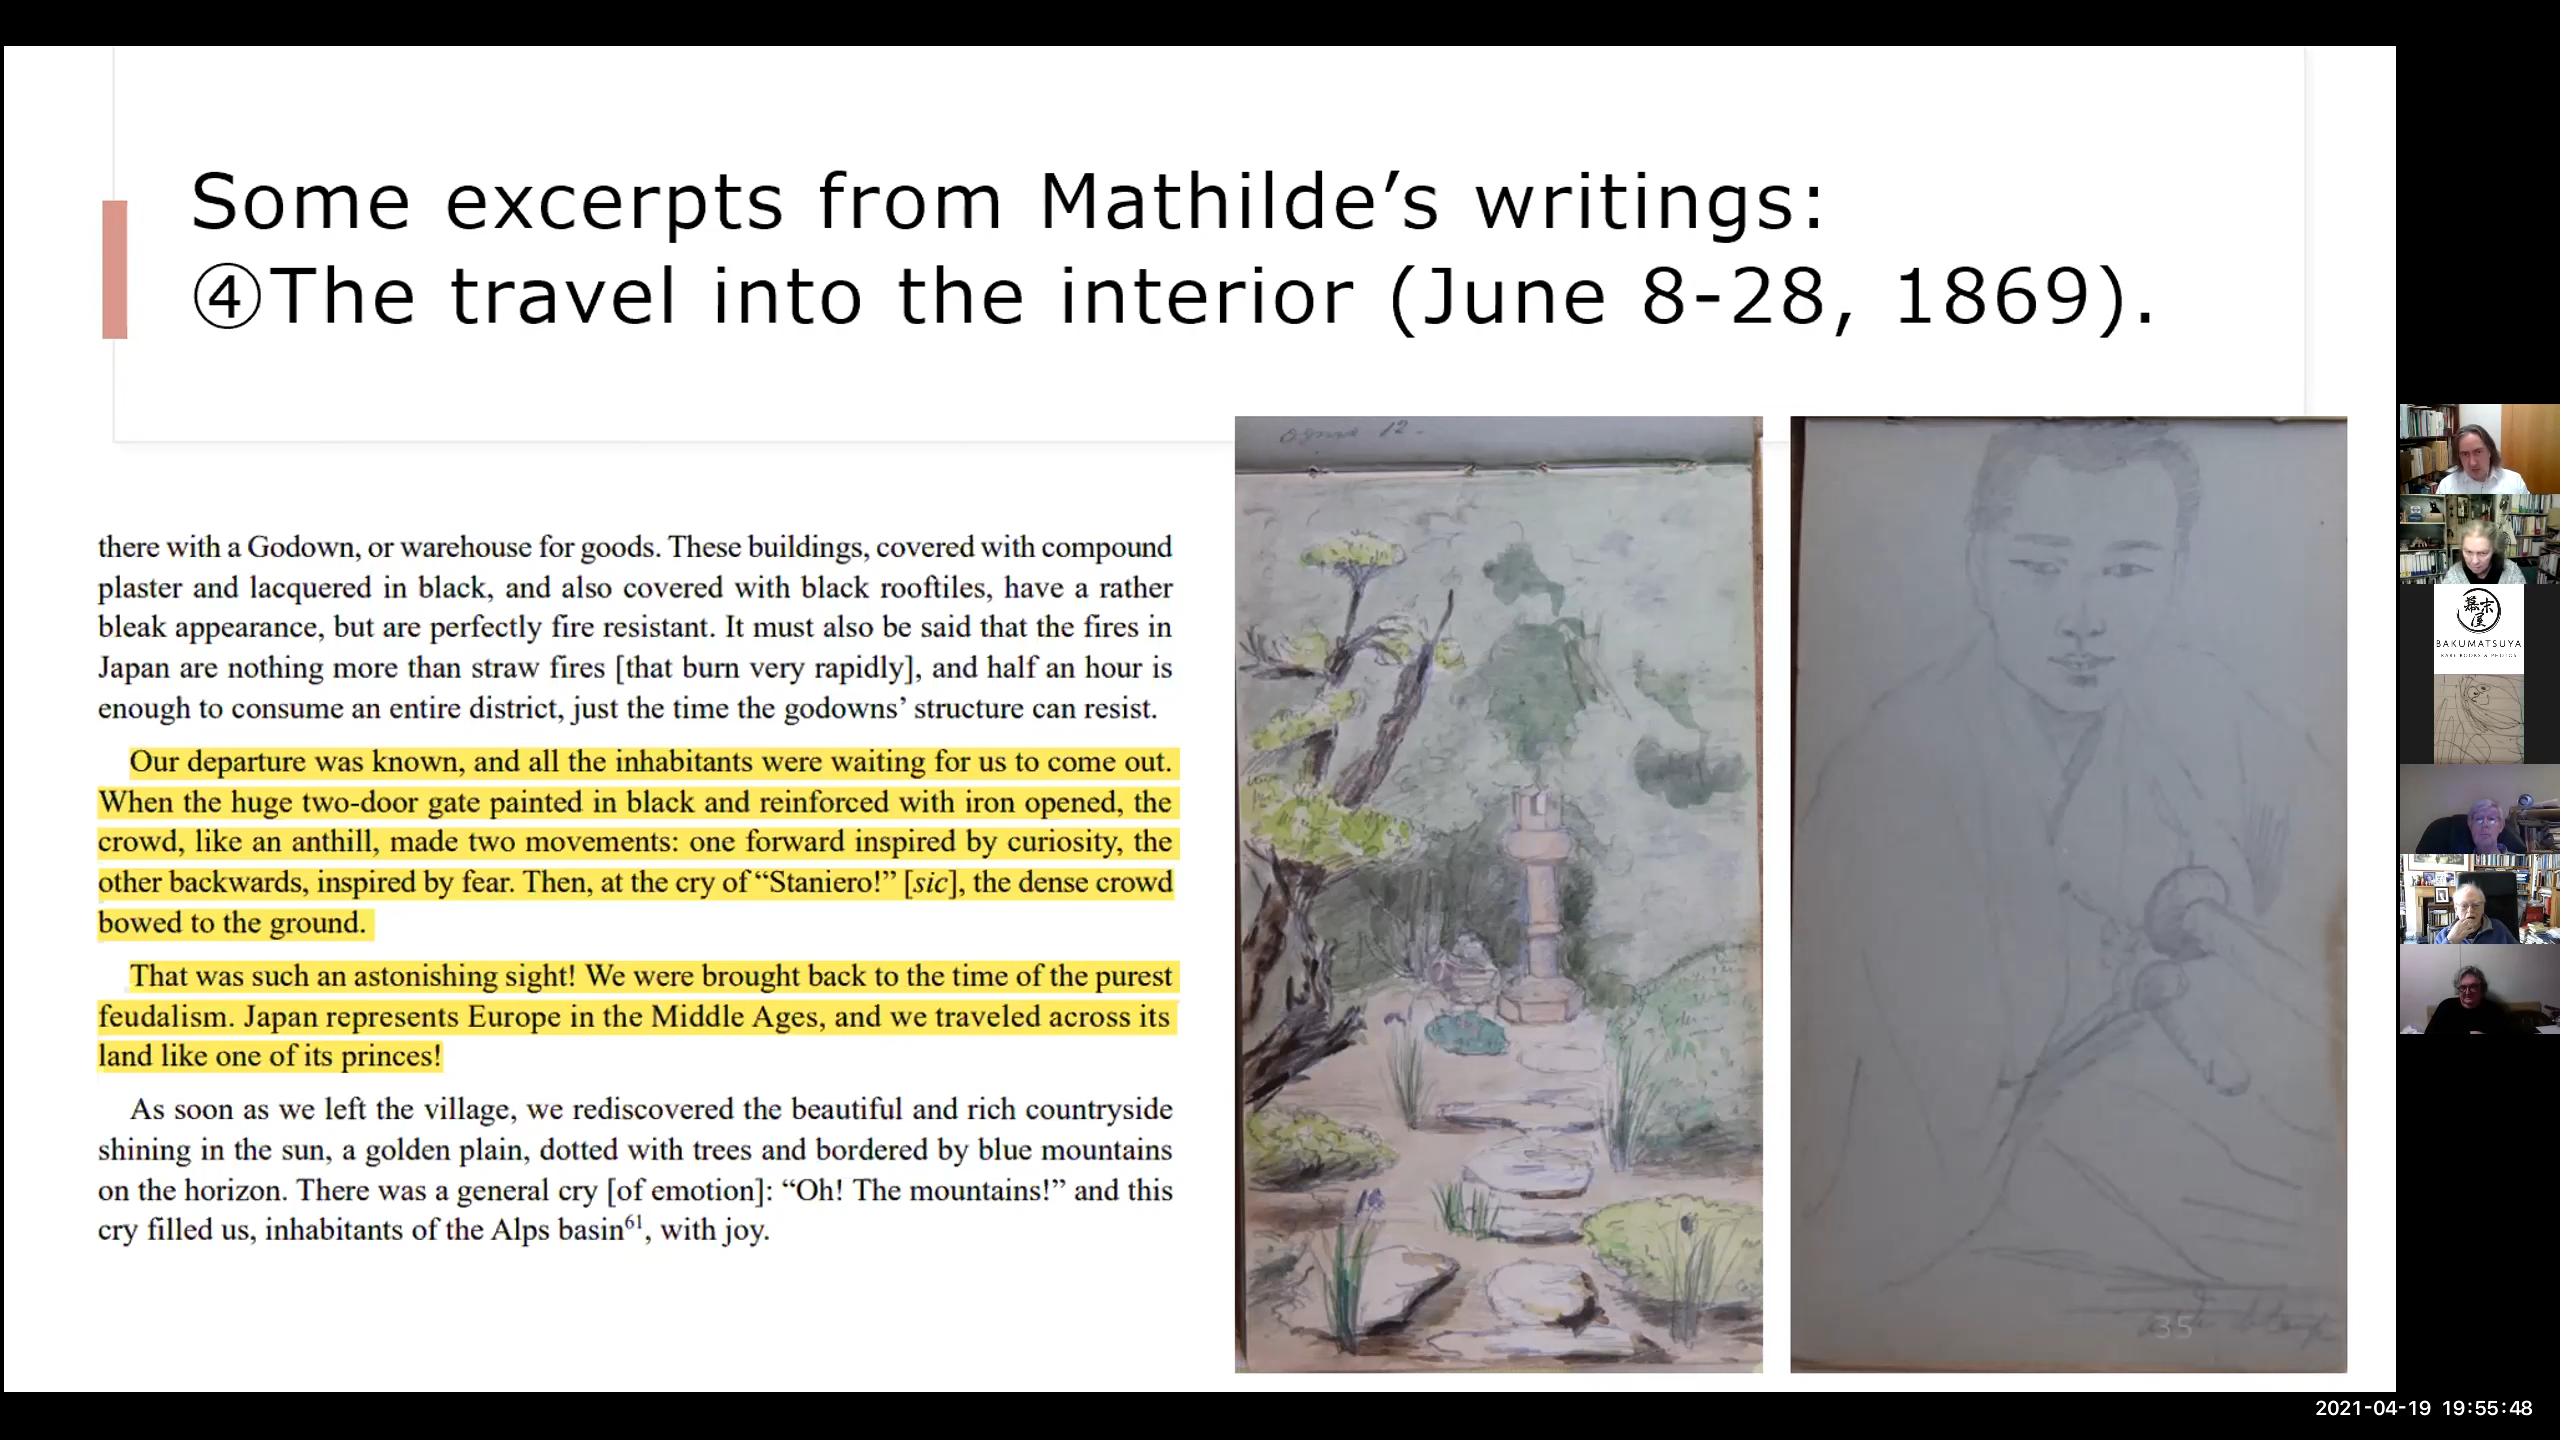 Some excerpts from Mathilde’s writings:
④The travel into the interior (June 8-28, 1869).
there with a Godown, or warehouse for goods. These buildings, covered with compound
plaster and lacquered in black, and also covered with black rooftiles, have a rather
bleak appearance, but are perfectly fire resistant. It must also be said that the fires in
Japan are nothing more than straw fires [that burn very rapidly], and half an hour is
enough to consume an entire district, just the time the godowns’ structure can resist.
Our departure was known, and all the inhabitants were waiting for us to come out.
When the huge two-door gate painted in black and reinforced with iron opened, the
crowd, like an anthill, made two movements: one forward inspired by curiosity, the
other backwards, inspired by fear. Then, at the cry of “Staniero!” [sic], the dense crowd
bowed to the ground.
That was such an astonishing sight! We were brought back to the time of the purest
feudalism. Japan represents Europe in the Middle Ages, and we traveled across its
land like one of its princes!
As soon as we left the village, we rediscovered the beautiful and rich countryside
shining in the sun, a golden plain, dotted with trees and bordered by blue mountains
on the horizon. There was a general cry [of emotion]: “Oh! The mountains!” and this
cry filled us, inhabitants of the Alps basin61, with joy.
12.
35
幕末屋
BAKUMATSUYA
RARE BOOKS & PHOTOS
2021-04-19 19:55:48